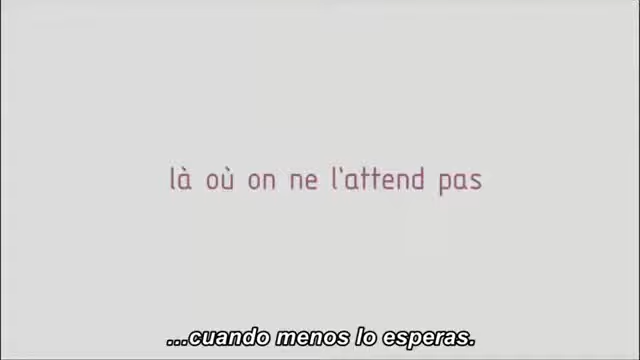 là où on ne l'attend pas
...cuando menos lo esperas.